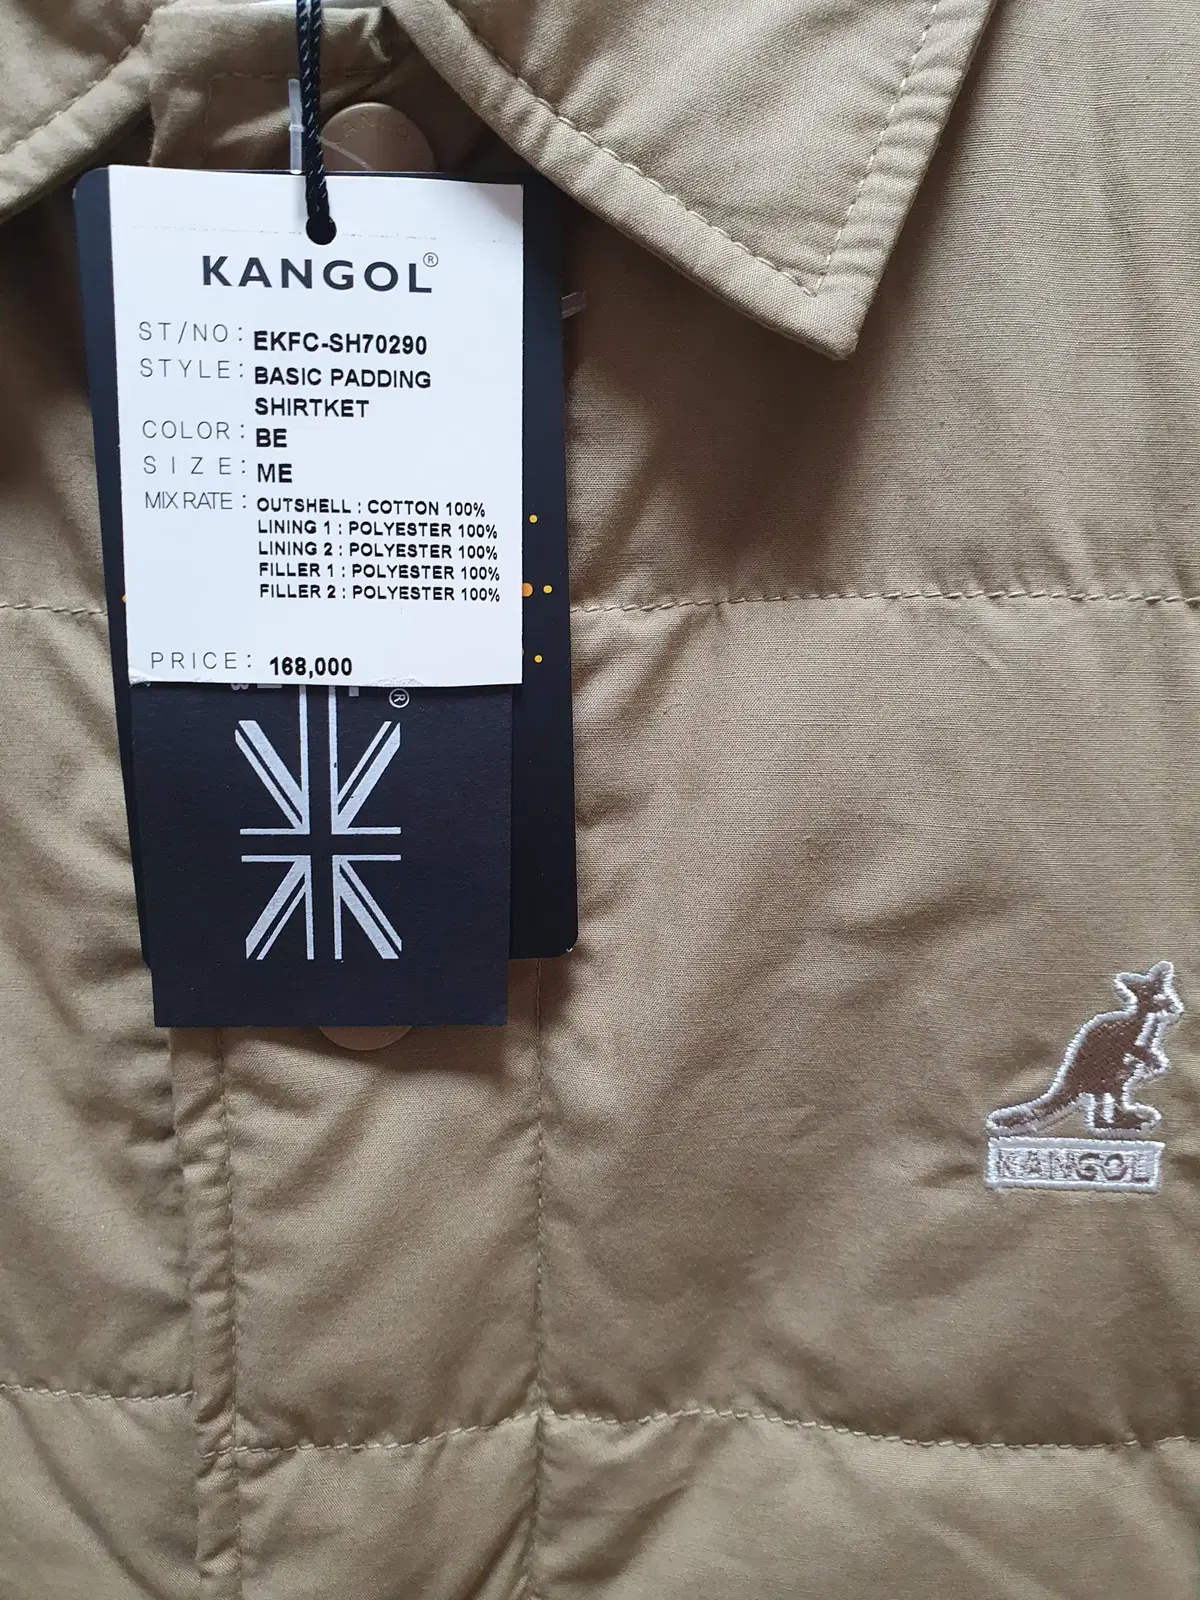 KANGOL
KANGOL®
ST/NO: EKFC-SH70290
STYLE: BASIC PADDING
SHIRTKET
COLOR: BE
SIZE: ME
MIX RATE: OUTSHELL : COTTON 100%
LINING 1 : POLYESTER 100%
LINING 2 : POLYESTER 100%
FILLER 1 : POLYESTER 100%
FILLER 2 : POLYESTER 100%
PRICE: 168,000
®
KANGOL